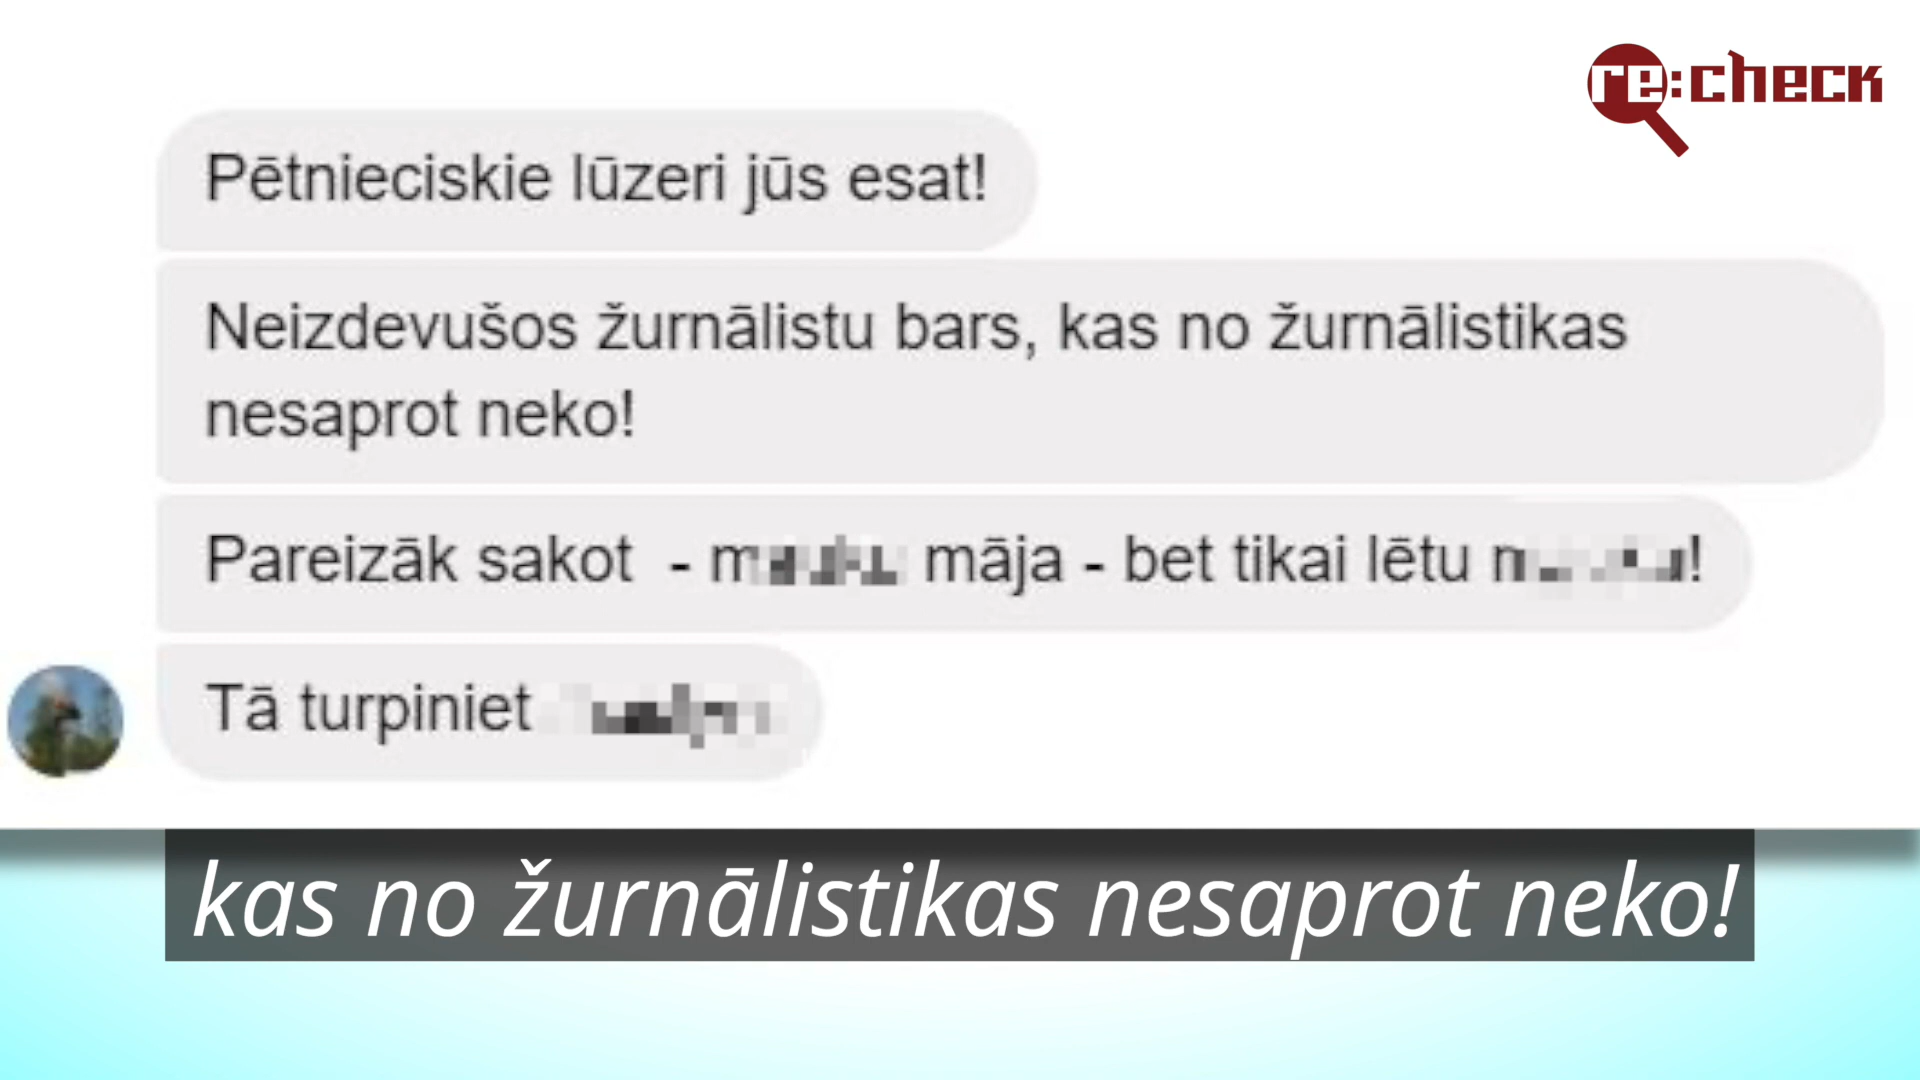 re:check
Pētnieciskie lūzeri jūs esat!
Neizdevušos žurnālistu bars, kas no žurnālistikas
nesaprot neko!
Pareizāk sakot - māja - bet tikai lētu !
Tā turpiniet
kas no žurnālistikas nesaprot neko!